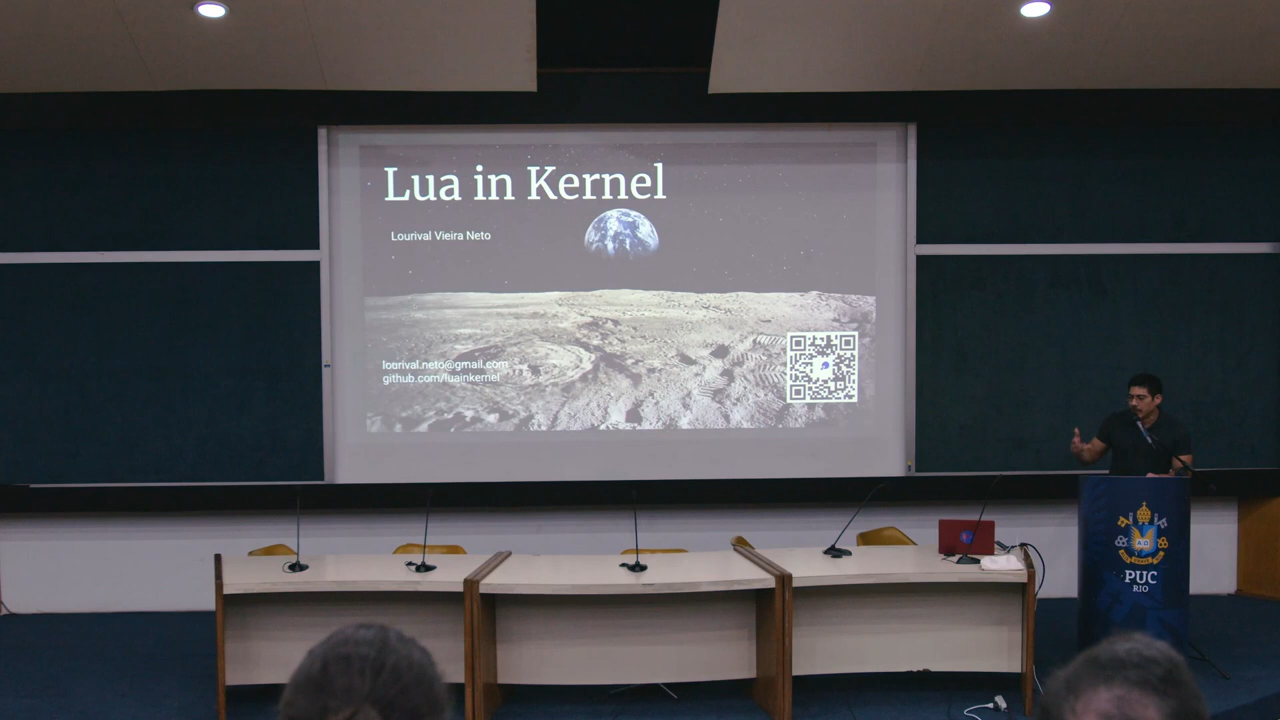 Lua in Kernel
Lourival Vieira Neto
lourival.neto@gmail.com
github.com/luainkernel
PUC
RIO